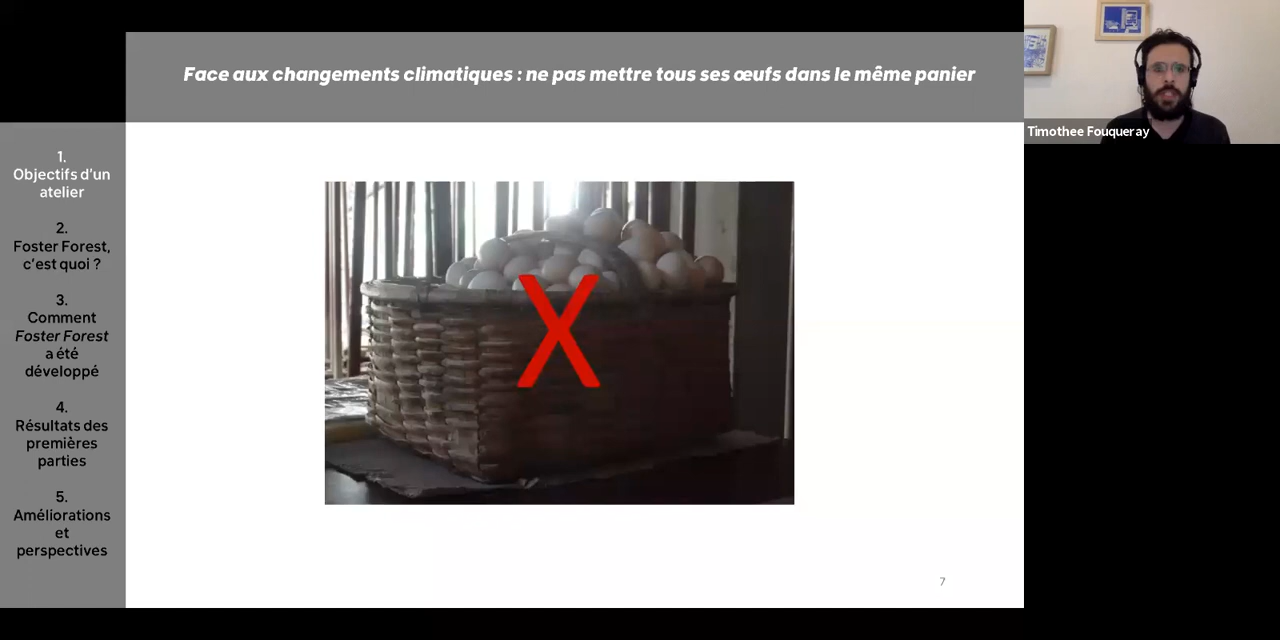 Face aux changements climatiques : ne pas mettre tous ses œufs dans le même panier
Timothee Fouqueray
1.
Objectifs d'un
atelier
2.
Foster Forest,
c'est quoi ?
3.
Comment
Foster Forest
a été
développé
4.
Résultats des
premières
parties
5.
Améliorations
et
perspectives
X
7